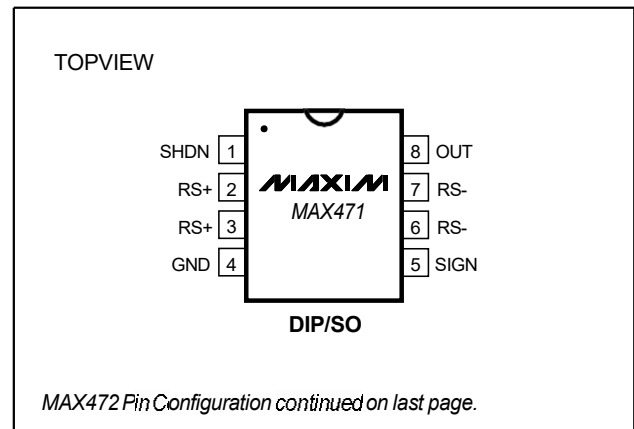 TOPVIEW
SHDN 1 8 OUT
RS+ 2 MAXIM 7 RS-
MAX471
RS+ 3 6 RS-
GND 4 5 SIGN
DIP/SO
MAX472 Pin Configuration continued on last page.